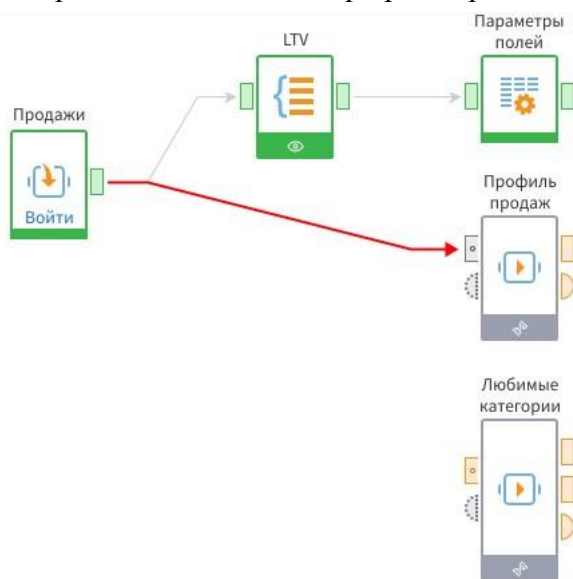 Параметры
полей
LTV
Продажи
Войти
Профиль
продаж
Любимые
категории